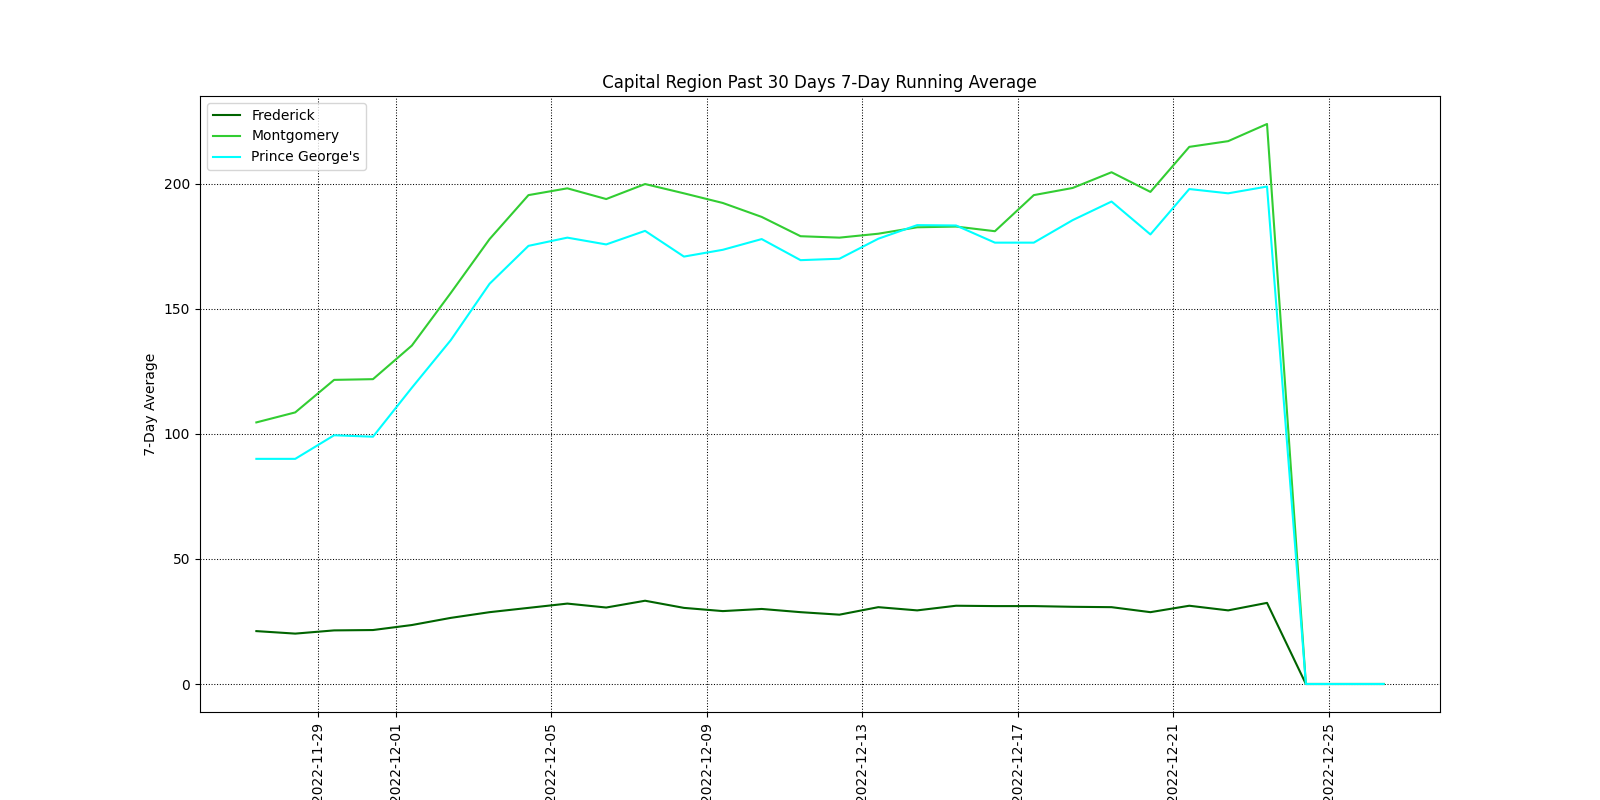 Capital Region Past 30 Days 7-Day Running Average
Frederick
Montgomery
Prince George's
7-Day Average
200
150
100
50
0
2022-11-29
2022-12-01
2022-12-05
2022-12-09
2022-12-13
2022-12-17
2022-12-21
2022-12-25